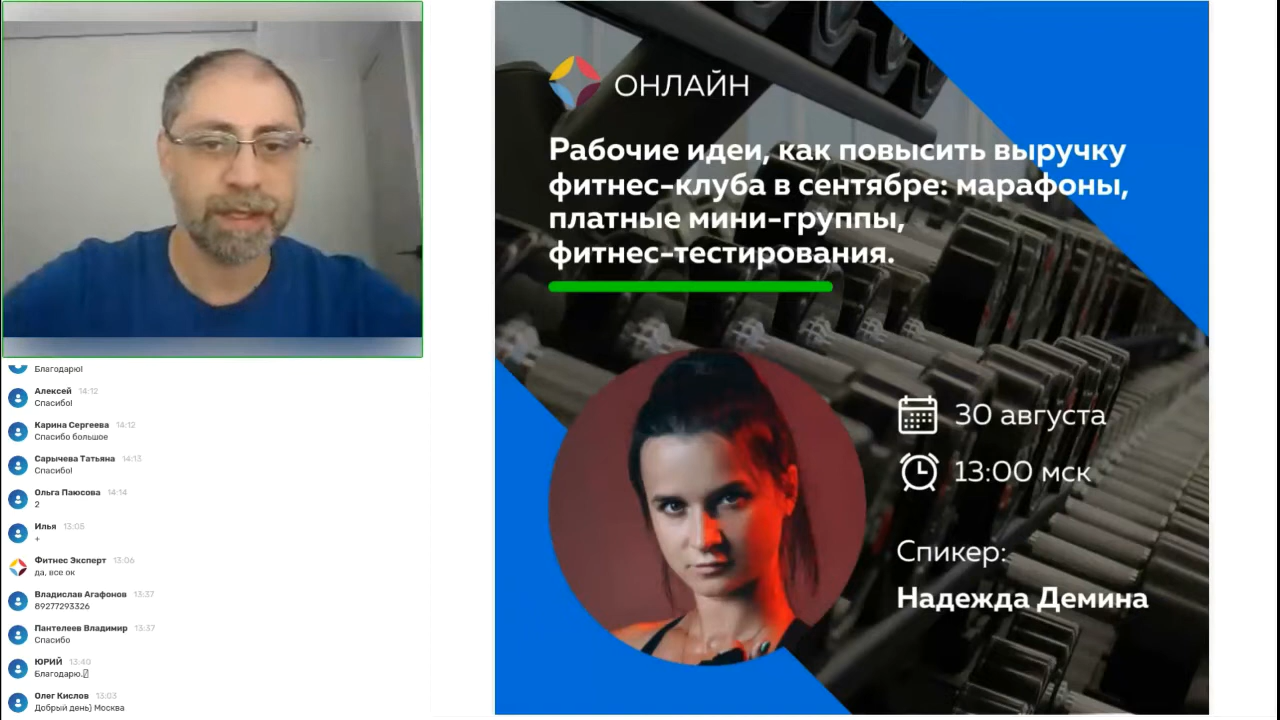 Благодарю!
Алексей 14:12
Спасибо!
Карина Сергеева 14:12
Спасибо большое
Сарычева Татьяна 14:13
Спасибо!
Ольга Паюсова 14:14
2
Илья 13:05
+
Фитнес Эксперт 13:06
да, все ок
Владислав Агафонов 13:37
89277293326
Пантелеев Владимир 13:37
Спасибо
ЮРИЙ 13:40
Благодарю.
Олег Кислов 13:03
Добрый день) Москва
ОНЛАЙН
Рабочие идеи, как повысить выручку
фитнес-клуба в сентябре: марафоны,
платные мини-группы,
фитнес-тестирования.
30 августа
13:00 мск
Спикер:
Надежда Демина